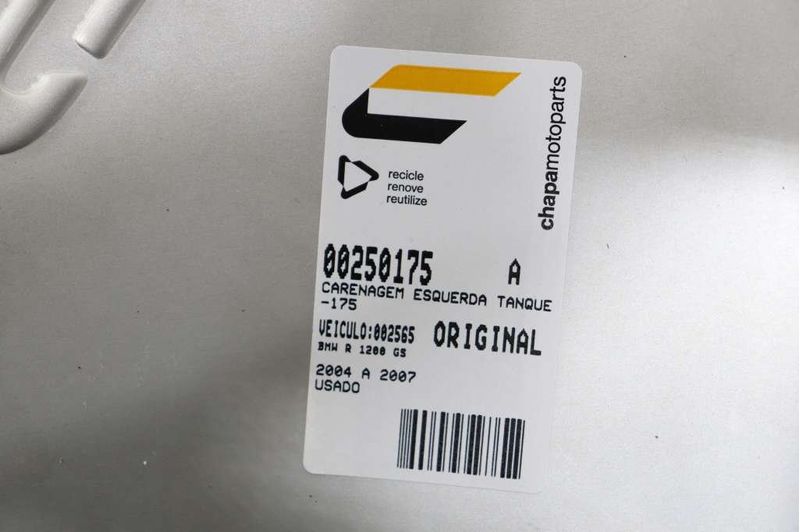 chapamotoparts
recicle
renove
reutilize
00250175 A
CARENAGEM ESQUERDA TANQUE
-175
VEICULO:002565 ORIGINAL
BMW R 1200 GS
2004 A 2007
USADO